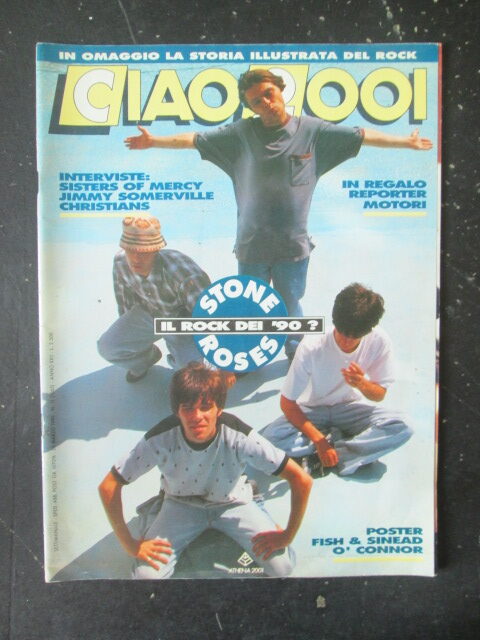 IN OMAGGIO LA STORIA ILLUSTRATA DEL ROCK
CIAO 2001
INTERVISTE:
SISTERS OF MERCY
JIMMY SOMERVILLE
CHRISTIANS
IN REGALO
REPORTER
MOTORI
STONE
IL ROCK DEI '90 ?
ROSES
POSTER
FISH & SINEAD
O' CONNOR
ATHENA 2001